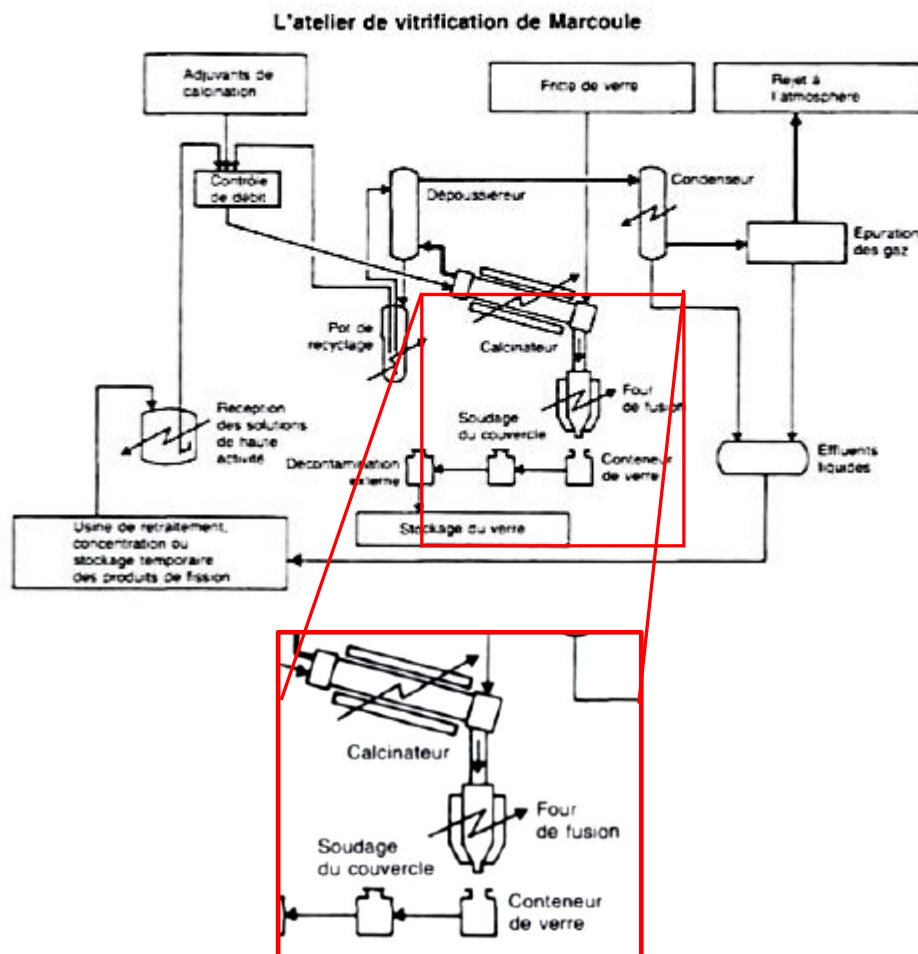 L'atelier de vitrification de Marcoule
Adjuvants de
calcination
Fritte de verre
Rejet à
l'atmosphère
Contrôle
de débit
Dépoussiéreur
Condenseur
Epuration
des gaz
Pot de
recyclage
Calcinateur
Four
de fusion
Reception
des solutions
de haute
activité
Soudage
du couvercle
Decontamination
externe
Conteneur
de verre
Effluents
liquides
Stockage du verre
Usine de retraitement,
concentration ou
stockage temporaire
des produits de fission
Calcinateur
Four
de fusion
Soudage
du couvercle
Conteneur
de verre